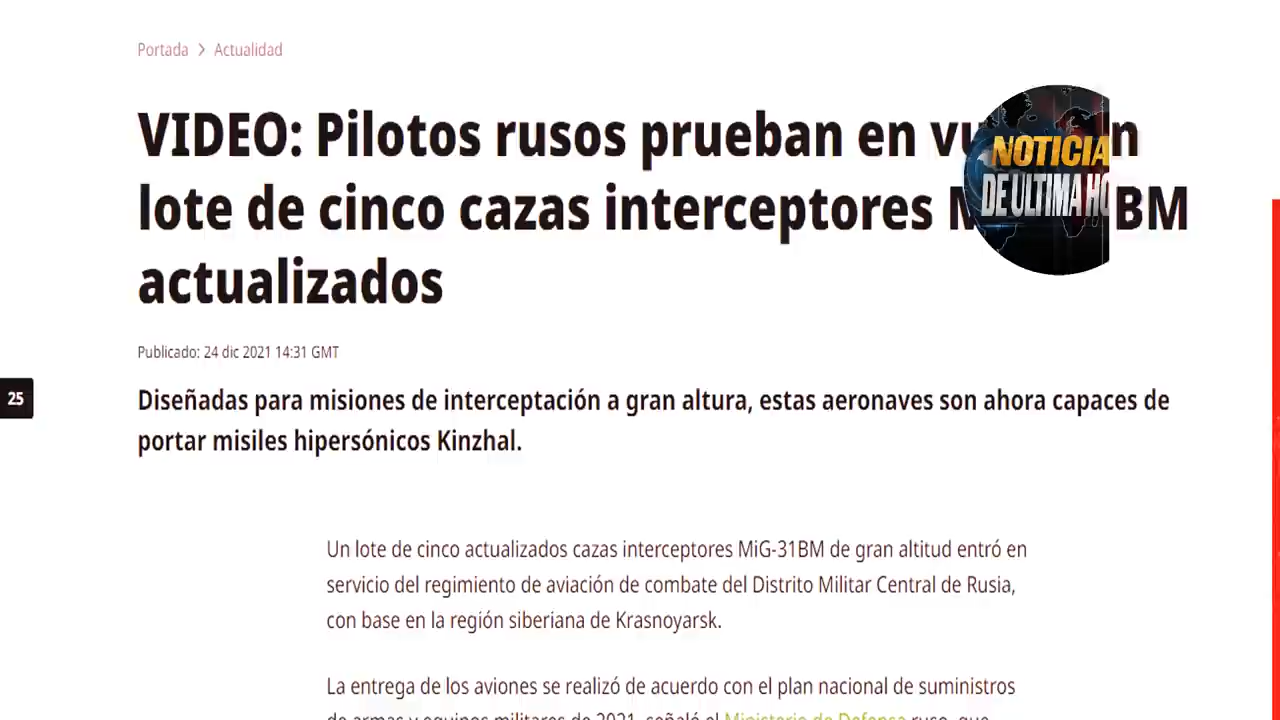 Portada > Actualidad
VIDEO: Pilotos rusos prueban en
lote de cinco cazas interceptores
actualizados
NOTICIA
DE ULTIMA
Publicado: 24 dic 2021 14:31 GMT
25
Diseñadas para misiones de interceptación a gran altura, estas aeronaves son ahora capaces de
portar misiles hipersónicos Kinzhal.
Un lote de cinco actualizados cazas interceptores MiG-31BM de gran altitud entró en
servicio del regimiento de aviación de combate del Distrito Militar Central de Rusia,
con base en la región siberiana de Krasnoyarsk.
La entrega de los aviones se realizó de acuerdo con el plan nacional de suministros
de armas y equipos militares de 2021, señaló el Ministerio de Defensa ruso, que